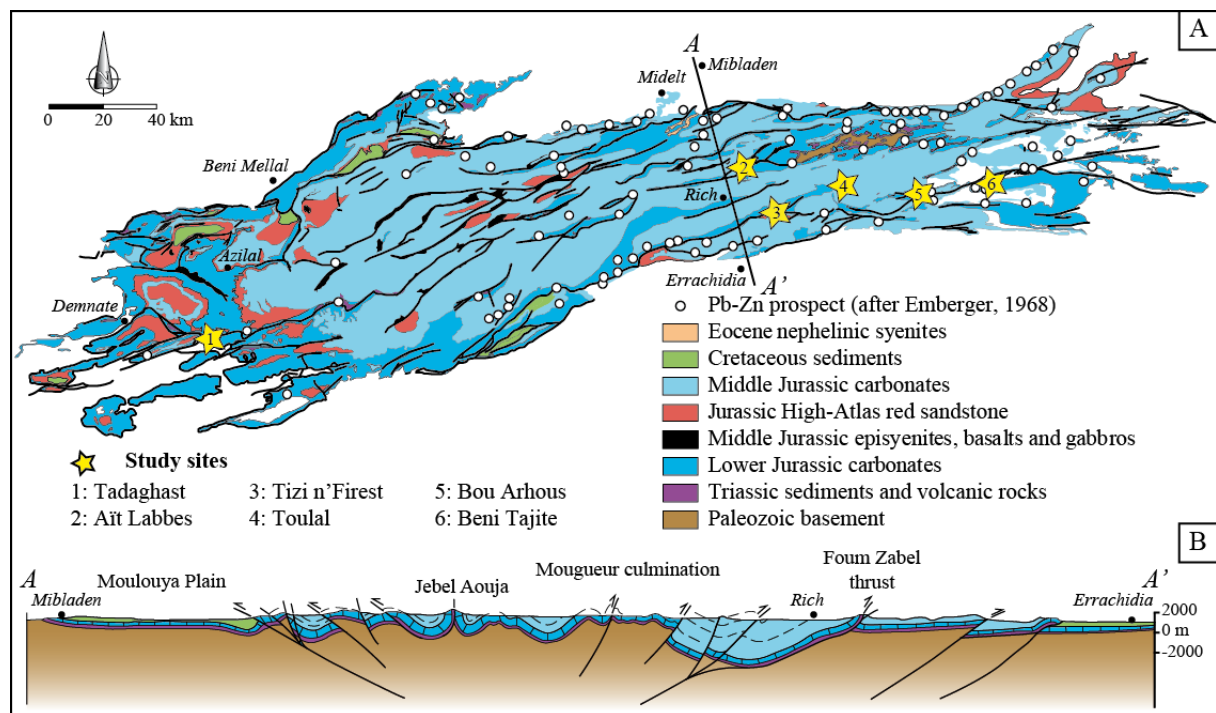 A
A
Mibladen
Midelt
N
0 20 40 km
Beni Mellal
2
4
5
6
Rich
3
Azilal
Errachidia
A'
Demnate
1
Pb-Zn prospect (after Emberger, 1968)
Eocene nephelinic syenites
Cretaceous sediments
Middle Jurassic carbonates
Jurassic High-Atlas red sandstone
Middle Jurassic episyenites, basalts and gabbros
Lower Jurassic carbonates
Triassic sediments and volcanic rocks
Paleozoic basement
Study sites
1: Tadaghast 3: Tizi n’Firest 5: Bou Arhous
2: Aït Labbes 4: Toulal 6: Beni Tajite
B
A
Mibladen
Moulouya Plain
Jebel Aouja
Mougueur culmination
Foum Zabel
thrust
Rich
A'
Errachidia
2000
0 m
-2000